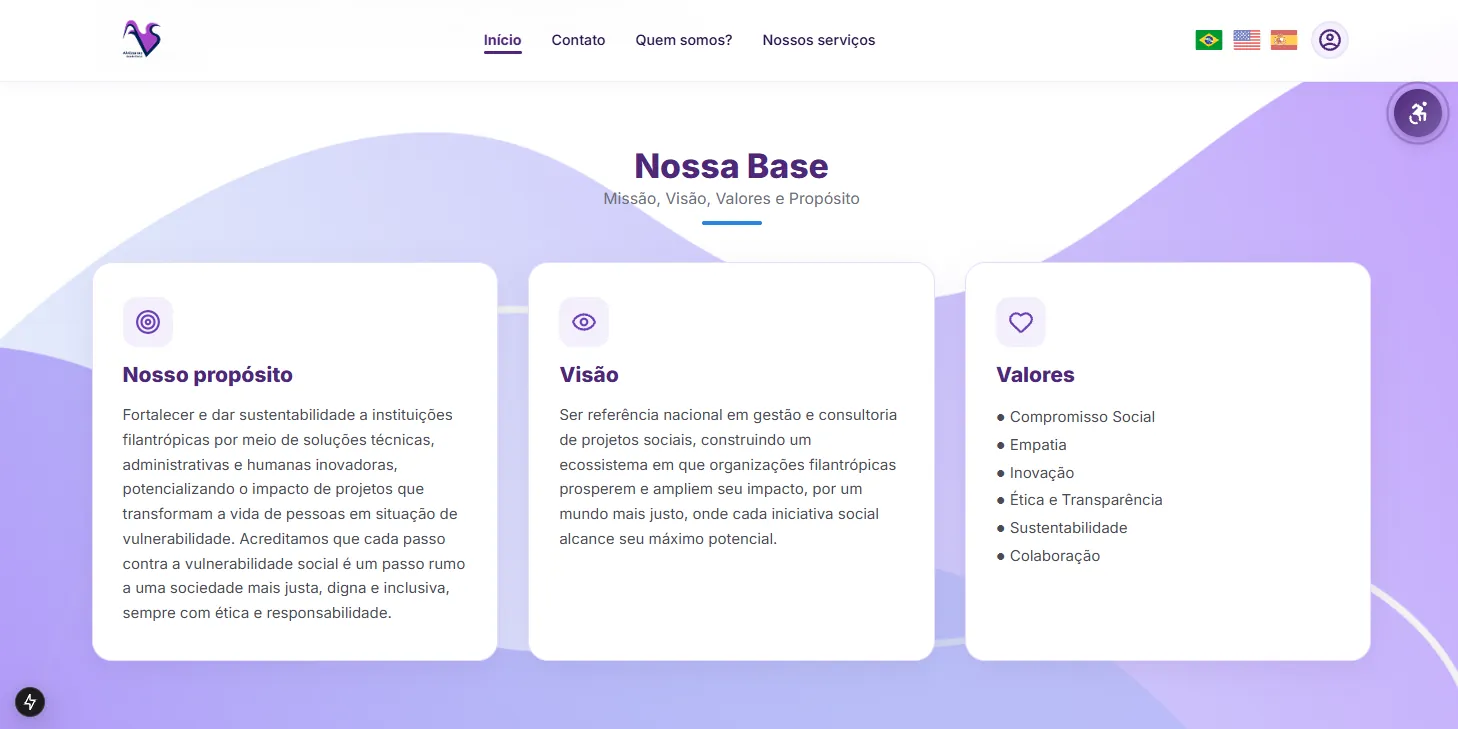 Início
Contato
Quem somos?
Nossos serviços
Nossa Base
Missão, Visão, Valores e Propósito
Nosso propósito
Fortalecer e dar sustentabilidade a instituições
filantrópicas por meio de soluções técnicas,
administrativas e humanas inovadoras,
potencializando o impacto de projetos que
transformam a vida de pessoas em situação de
vulnerabilidade. Acreditamos que cada passo
contra a vulnerabilidade social é um passo rumo
a uma sociedade mais justa, digna e inclusiva,
sempre com ética e responsabilidade.
Visão
Ser referência nacional em gestão e consultoria
de projetos sociais, construindo um
ecossistema em que organizações filantrópicas
prosperem e ampliem seu impacto, por um
mundo mais justo, onde cada iniciativa social
alcance seu máximo potencial.
Valores
● Compromisso Social
● Empatia
● Inovação
● Ética e Transparência
● Sustentabilidade
● Colaboração